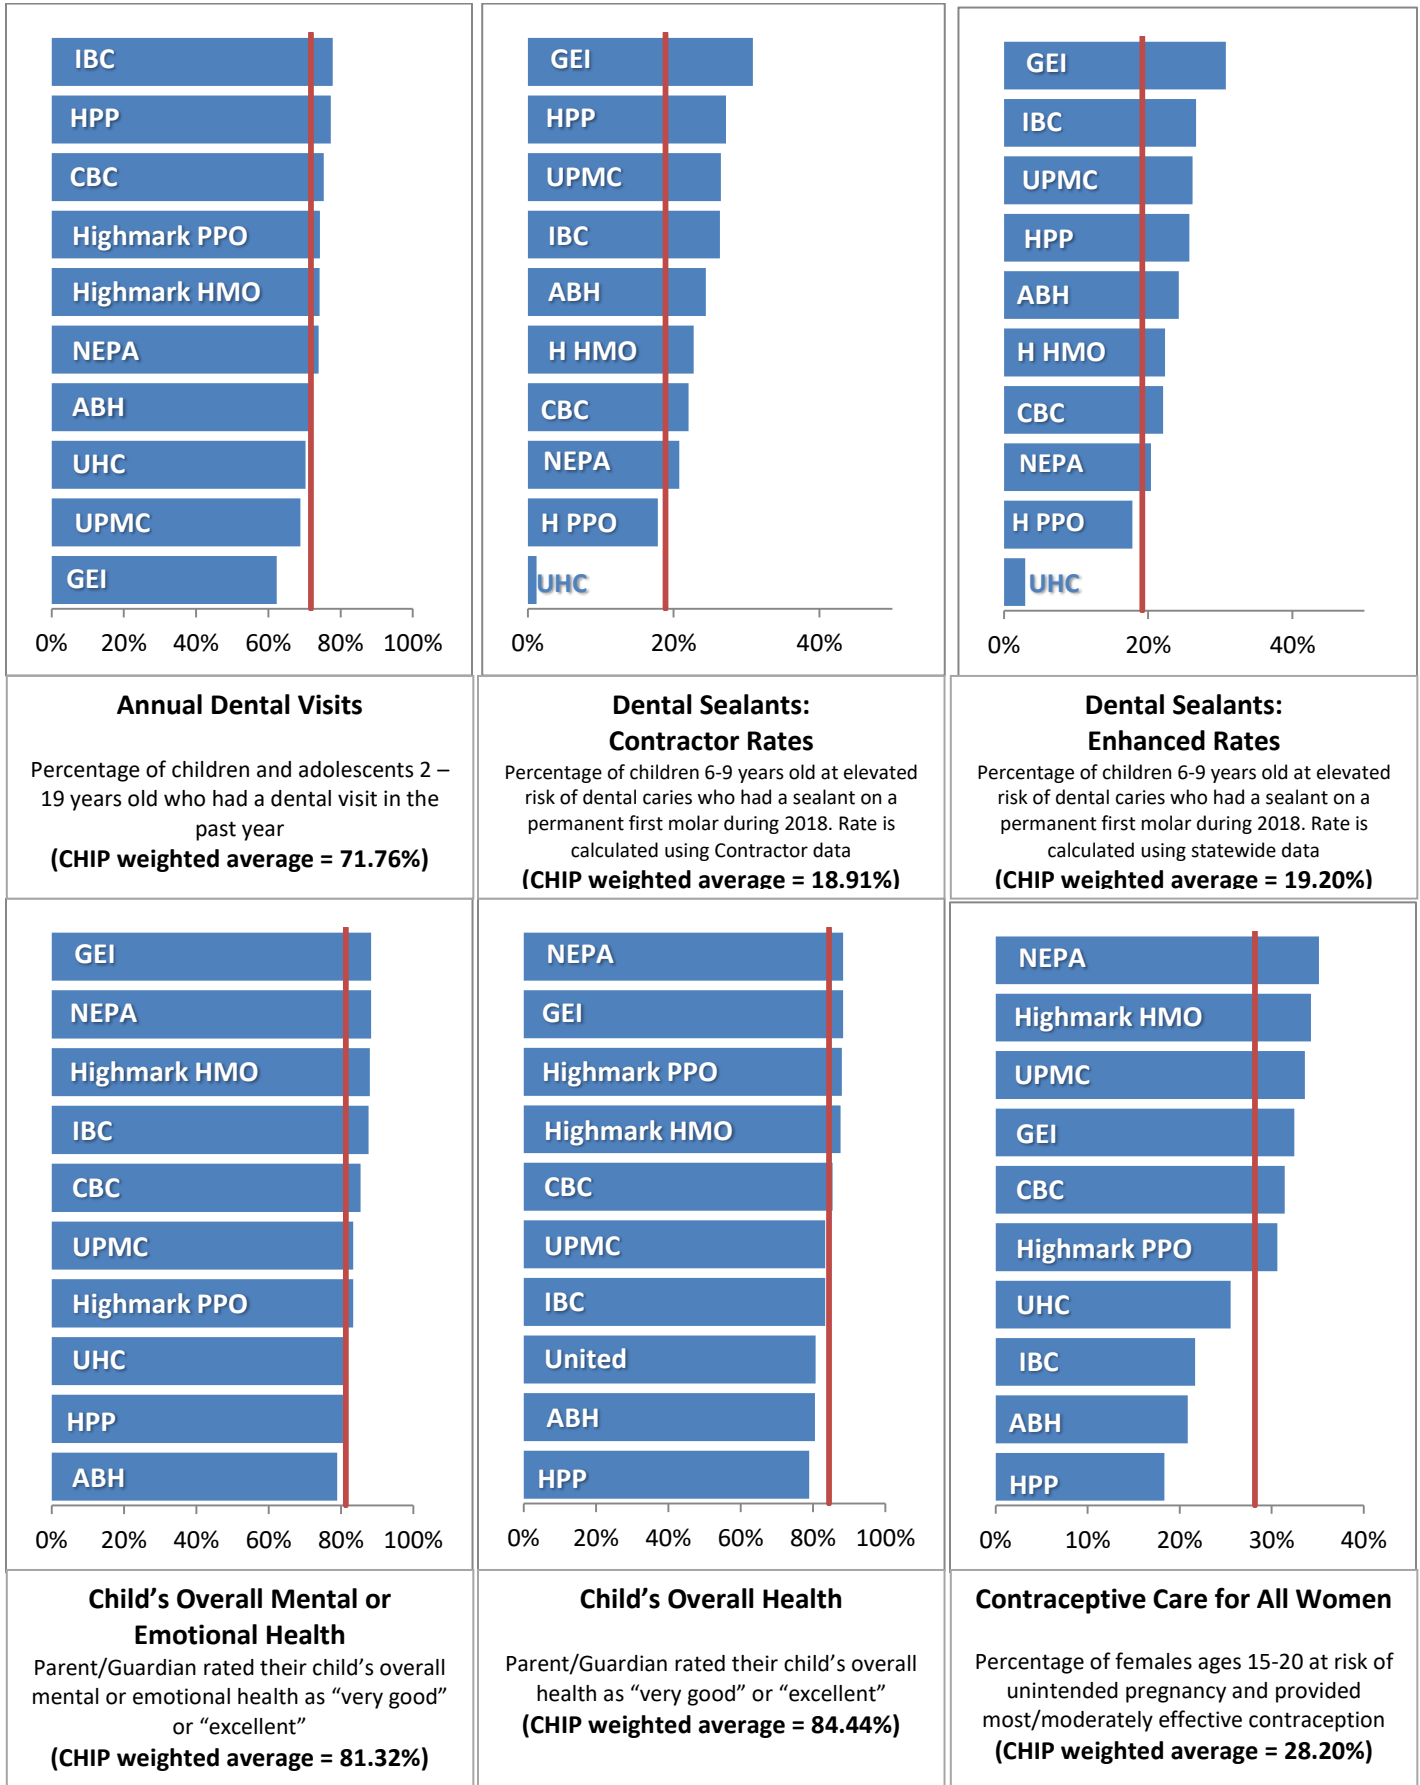 IBC
HPP
CBC
Highmark PPO
Highmark HMO
NEPA
ABH
UHC
UPMC
GEI
0% 20% 40% 60% 80% 100%
GEI
HPP
UPMC
IBC
ABH
H HMO
CBC
NEPA
H PPO
UHC
0% 20% 40%
GEI
IBC
UPMC
HPP
ABH
H HMO
CBC
NEPA
H PPO
UHC
0% 20% 40%
Annual Dental Visits
Percentage of children and adolescents 2 –
19 years old who had a dental visit in the
past year
(CHIP weighted average = 71.76%)
Dental Sealants:
Contractor Rates
Percentage of children 6-9 years old at elevated
risk of dental caries who had a sealant on a
permanent first molar during 2018. Rate is
calculated using Contractor data
(CHIP weighted average = 18.91%)
Dental Sealants:
Enhanced Rates
Percentage of children 6-9 years old at elevated
risk of dental caries who had a sealant on a
permanent first molar during 2018. Rate is
calculated using statewide data
(CHIP weighted average = 19.20%)
GEI
NEPA
Highmark HMO
IBC
CBC
UPMC
Highmark PPO
UHC
HPP
ABH
0% 20% 40% 60% 80% 100%
NEPA
GEI
Highmark PPO
Highmark HMO
CBC
UPMC
IBC
United
ABH
HPP
0% 20% 40% 60% 80% 100%
NEPA
Highmark HMO
UPMC
GEI
CBC
Highmark PPO
UHC
IBC
ABH
HPP
0% 10% 20% 30% 40%
Child’s Overall Mental or
Emotional Health
Parent/Guardian rated their child’s overall
mental or emotional health as “very good”
or “excellent”
(CHIP weighted average = 81.32%)
Child’s Overall Health
Parent/Guardian rated their child’s overall
health as “very good” or “excellent”
(CHIP weighted average = 84.44%)
Contraceptive Care for All Women
Percentage of females ages 15-20 at risk of
unintended pregnancy and provided
most/moderately effective contraception
(CHIP weighted average = 28.20%)